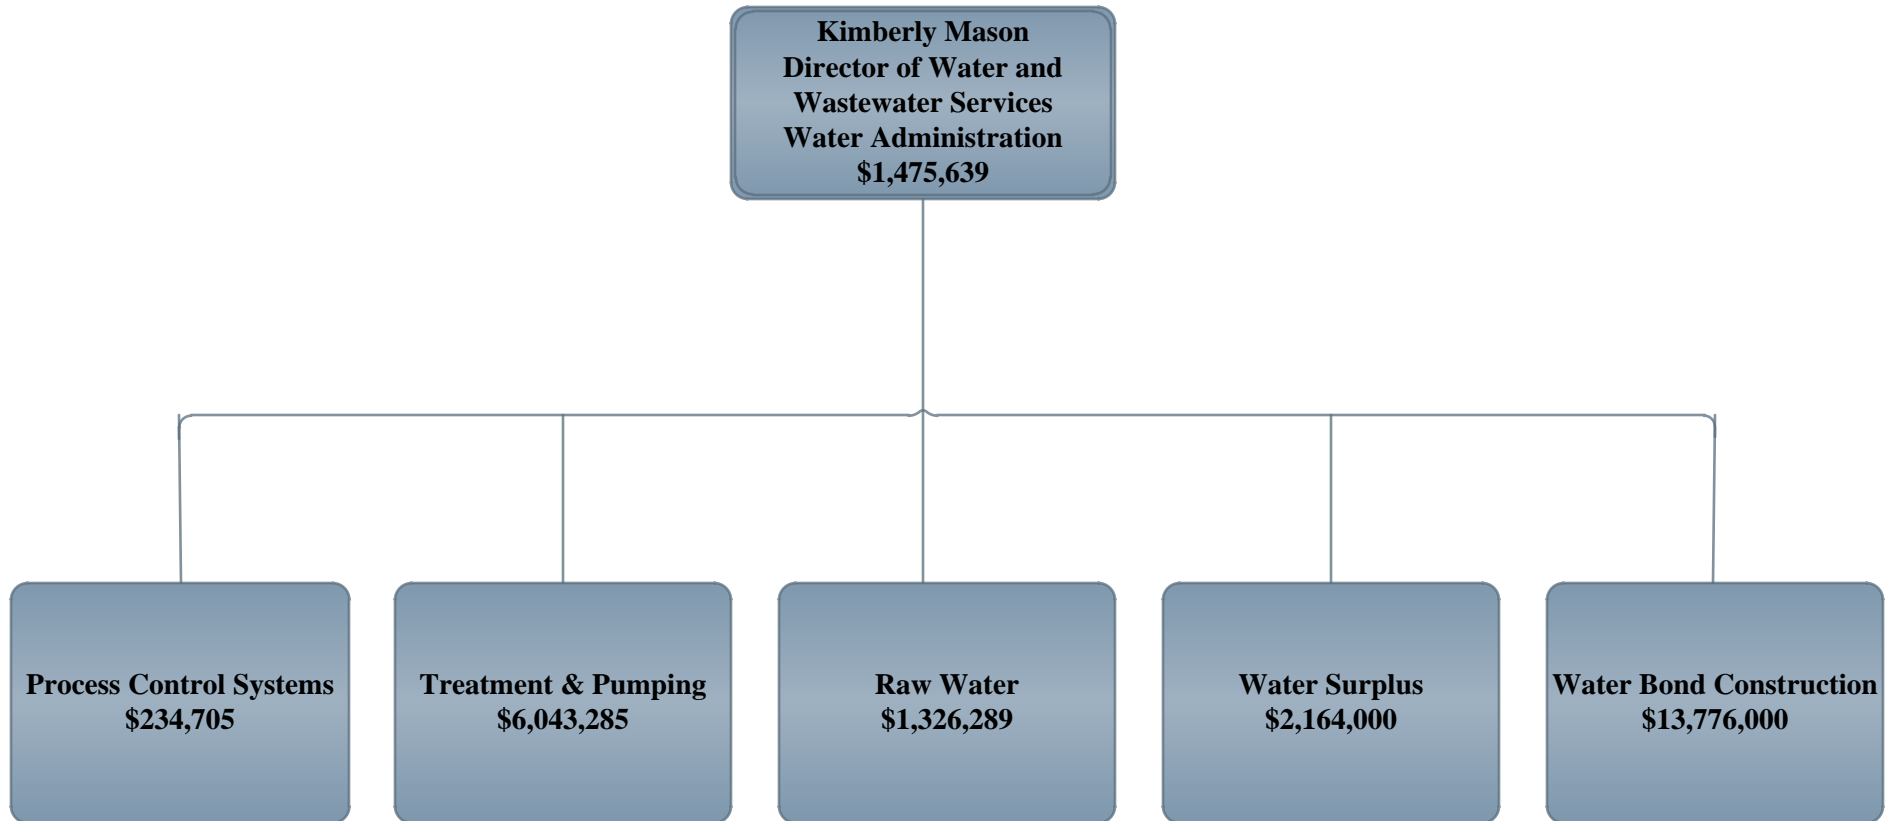 Kimberly Mason
Director of Water and
Wastewater Services
Water Administration
$1,475,639
Process Control Systems
$234,705
Treatment & Pumping
$6,043,285
Raw Water
$1,326,289
Water Surplus
$2,164,000
Water Bond Construction
$13,776,000